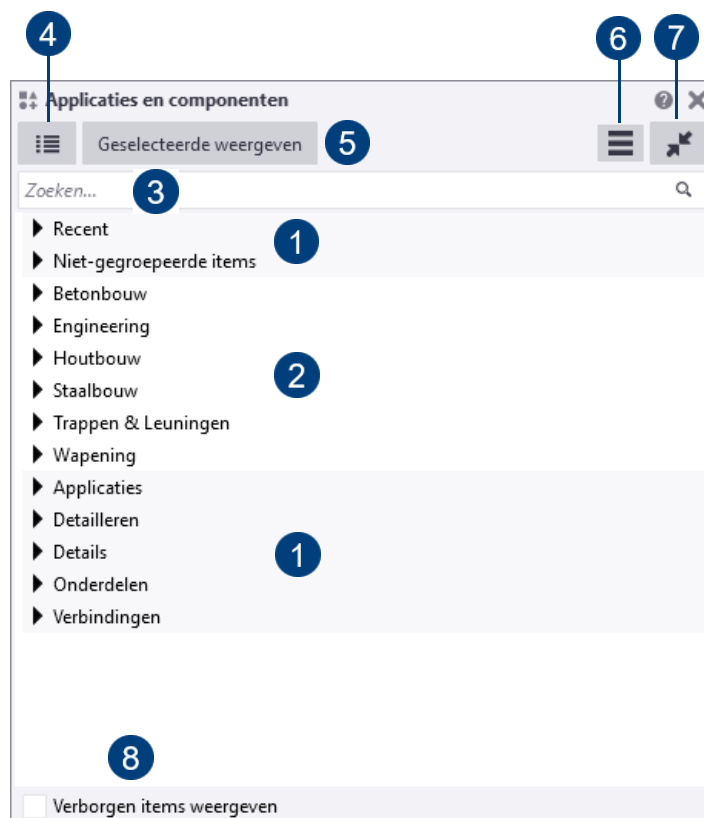 4 6 7
Applicaties en componenten
Geselecteerde weergeven 5
Zoeken... 3
Recent
1
Niet-gegroepeerde items
Betonbouw
Engineering
Houtbouw
2
Staalbouw
Trappen & Leuningen
Wapening
Applicaties
Detailleren
Details
1
Onderdelen
Verbindingen
8
Verborgen items weergeven